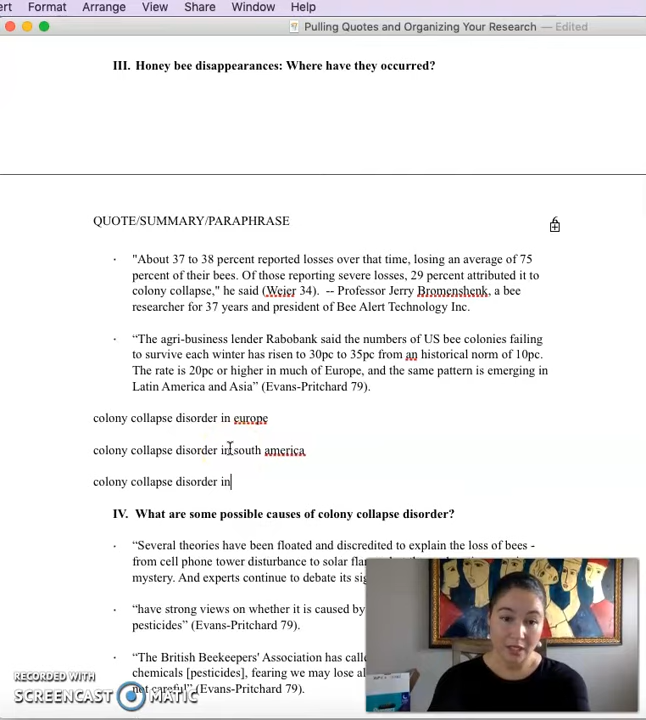 ert Format Arrange View Share Window Help
Pulling Quotes and Organizing Your Research — Edited
III. Honey bee disappearances: Where have they occurred?
QUOTE/SUMMARY/PARAPHRASE
· "About 37 to 38 percent reported losses over that time, losing an average of 75
percent of their bees. Of those reporting severe losses, 29 percent attributed it to
colony collapse," he said (Wejer 34). -- Professor Jerry Bromenshenk, a bee
researcher for 37 years and president of Bee Alert Technology Inc.
· “The agri-business lender Rabobank said the numbers of US bee colonies failing
to survive each winter has risen to 30pc to 35pc from an historical norm of 10pc.
The rate is 20pc or higher in much of Europe, and the same pattern is emerging in
Latin America and Asia” (Evans-Pritchard 79).
colony collapse disorder in europe
colony collapse disorder in south america
colony collapse disorder in
IV. What are some possible causes of colony collapse disorder?
· “Several theories have been floated and discredited to explain the loss of bees -
from cell phone tower disturbance to solar
mystery. And experts continue to debate its
· “have strong views on whether it is caused by
pesticides” (Evans-Pritchard 79).
· “The British Beekeepers' Association has
chemicals [pesticides], fearing we may lose
not careful” (Evans-Pritchard 79).
RECORDED WITH
SCREENCAST MATIC